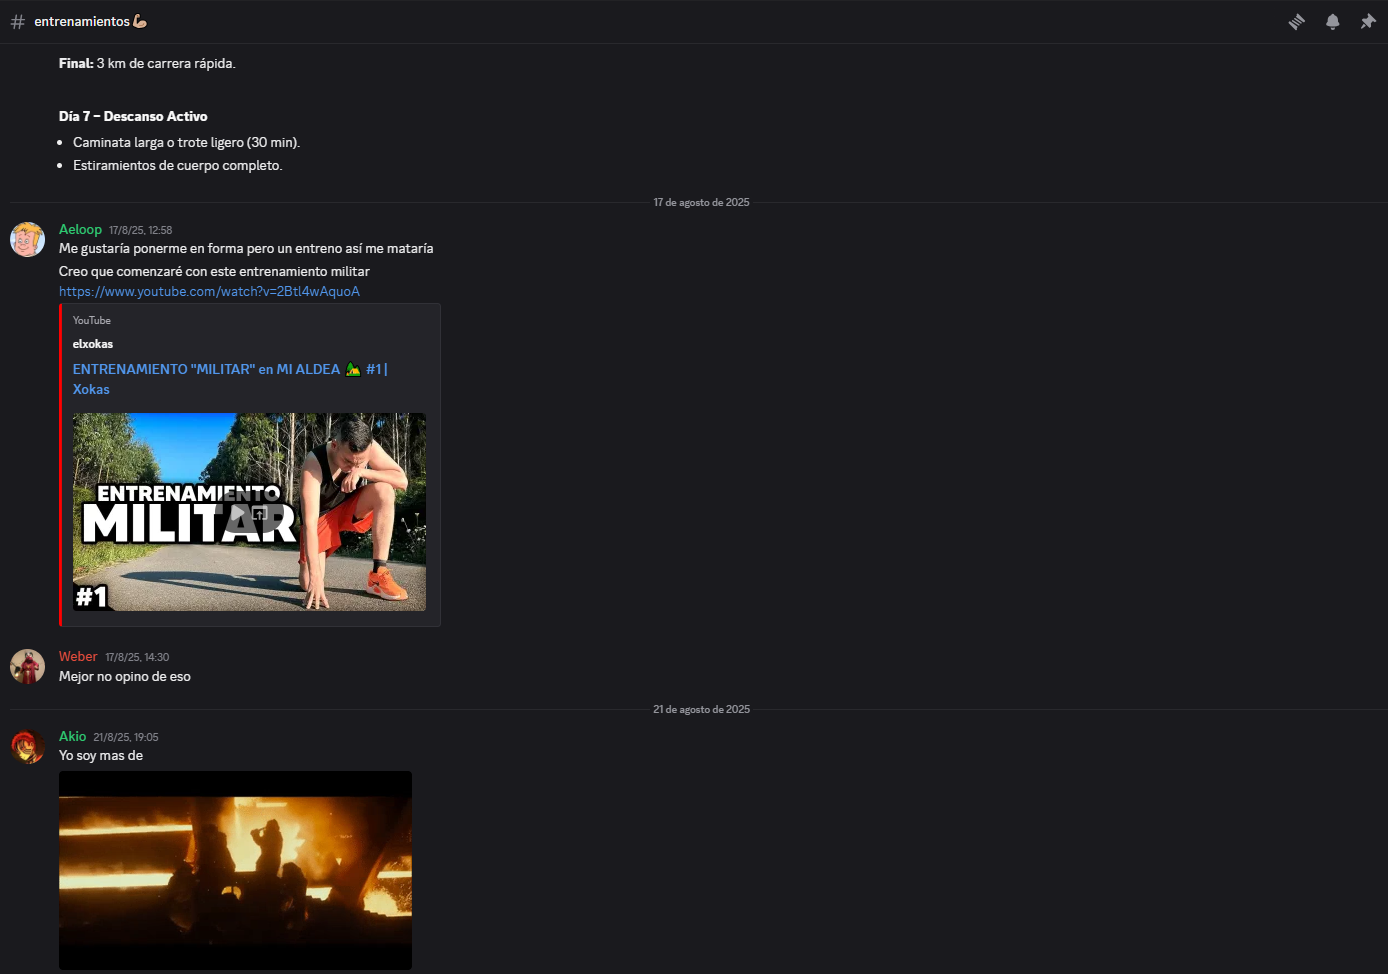 entrenamientos💪🏼
Final: 3 km de carrera rápida.
Día 7 – Descanso Activo
• Caminata larga o trote ligero (30 min).
• Estiramientos de cuerpo completo.
17 de agosto de 2025
Aeloop 17/8/25, 12:58
Me gustaría ponerme en forma pero un entreno así me mataría
Creo que comenzaré con este entrenamiento militar
https://www.youtube.com/watch?v=2Btl4wAquoA
YouTube
elxokas
ENTRENAMIENTO "MILITAR" en MI ALDEA 🏞️ #1 |
Xokas
ENTRENAMIENTO
MILITAR
#1
Weber 17/8/25, 14:30
Mejor no opino de eso
21 de agosto de 2025
Akio 21/8/25, 19:05
Yo soy mas de